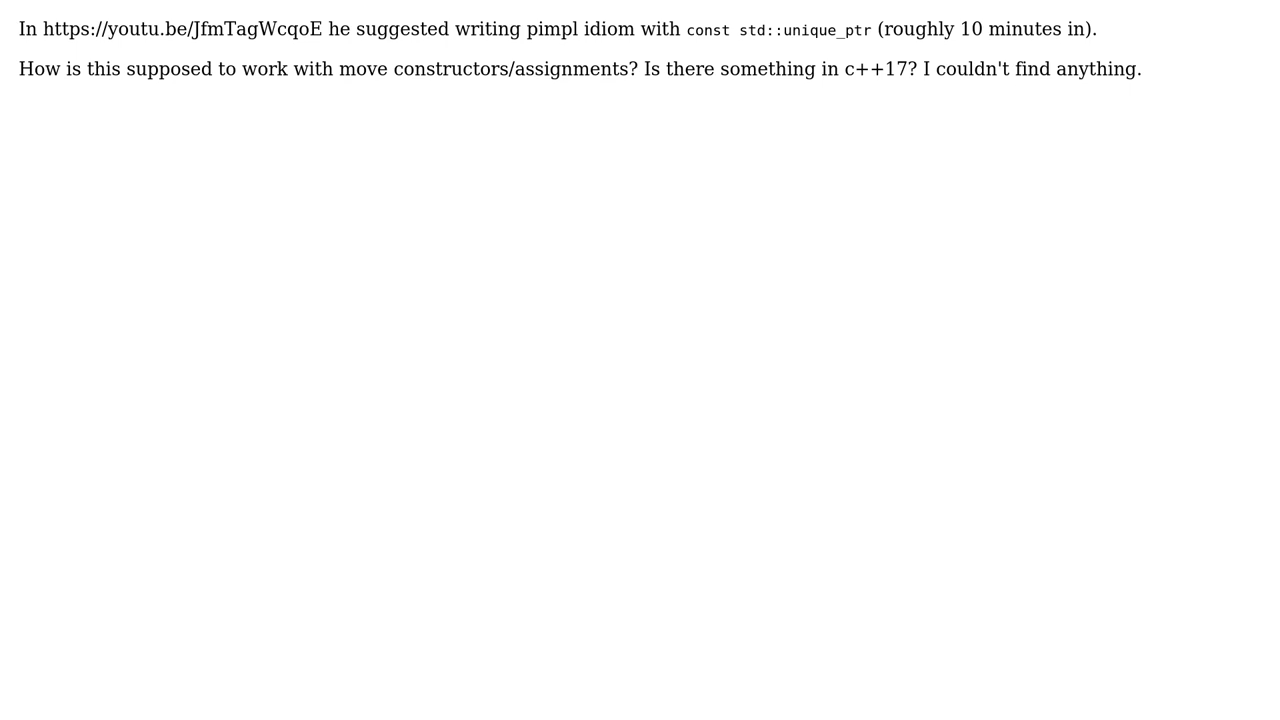 In https://youtu.be/JfmTagWcqoE he suggested writing pimpl idiom with const std::unique_ptr (roughly 10 minutes in).
How is this supposed to work with move constructors/assignments? Is there something in c++17? I couldn't find anything.